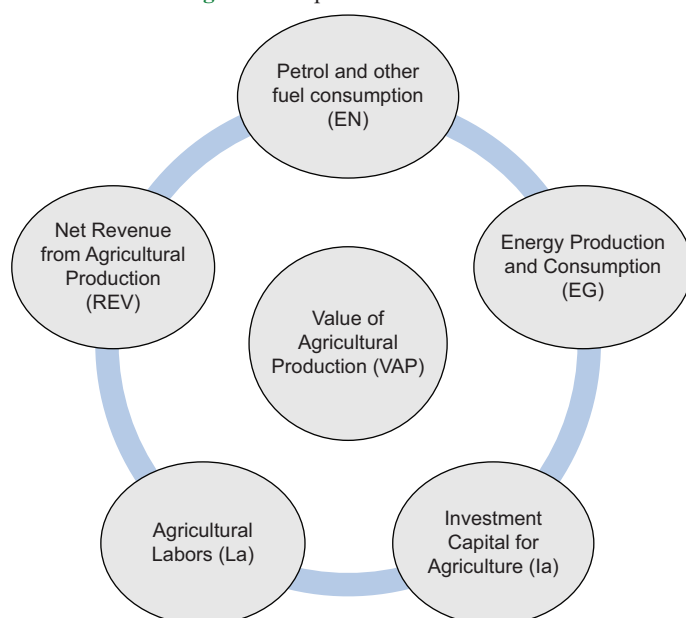 Petrol and other
fuel consumption
(EN)
Net Revenue
from Agricultural
Production
(REV)
Energy Production
and Consumption
(EG)
Value of
Agricultural
Production (VAP)
Agricultural
Labors (La)
Investment
Capital for
Agriculture (Ia)